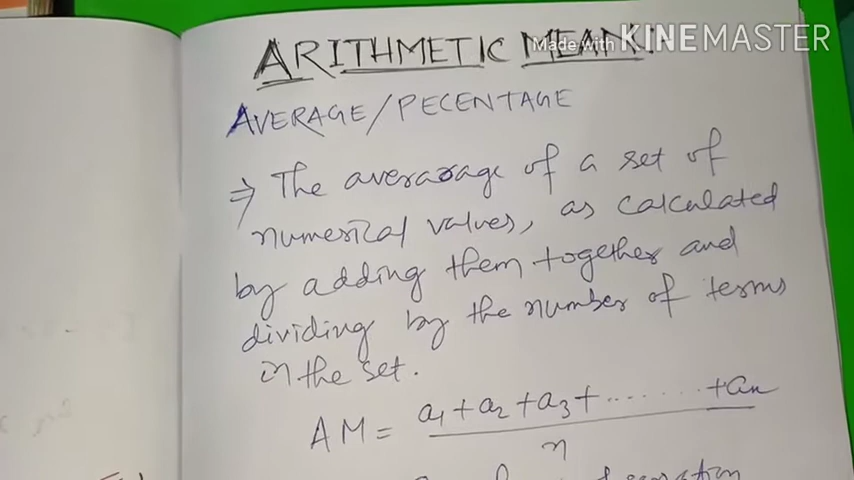 ARITHMETIC MEAN:
Made with KINEMASTER
AVERAGE/PECENTAGE
⇒ The averarage of a set of
numerical values, as calculated
by adding them together and
dividing by the number of terms
in the set.
AM = a₁+a₂+a₃+.......+aₙ
n